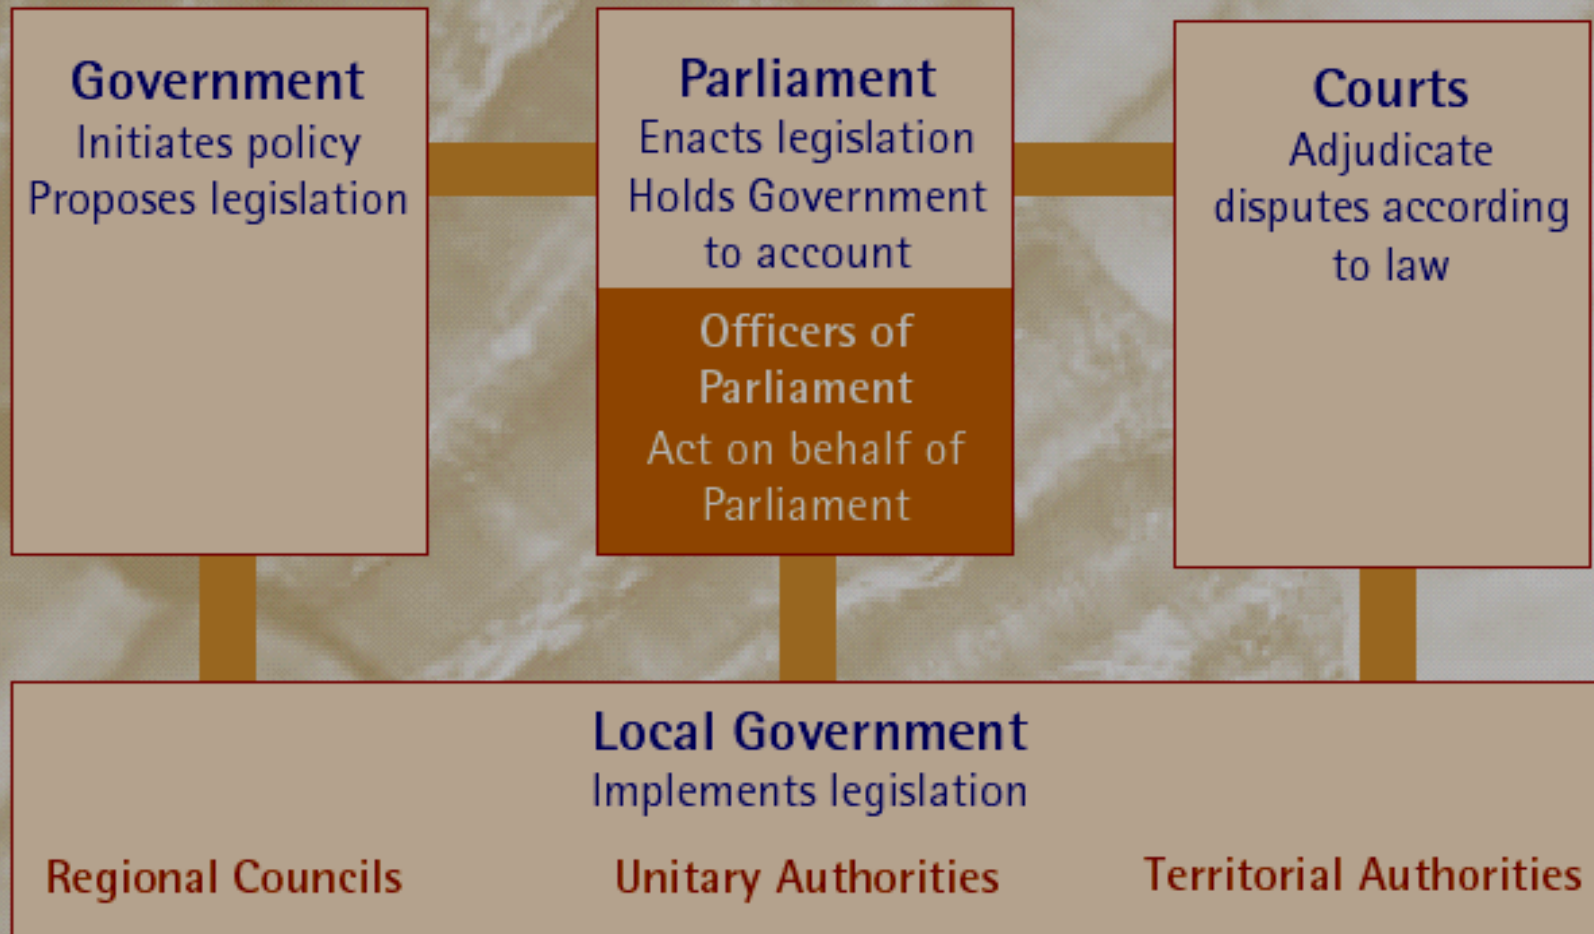 Government
Initiates policy
Proposes legislation
Parliament
Enacts legislation
Holds Government
to account
Officers of
Parliament
Act on behalf of
Parliament
Courts
Adjudicate
disputes according
to law
Local Government
Implements legislation
Regional Councils
Unitary Authorities
Territorial Authorities